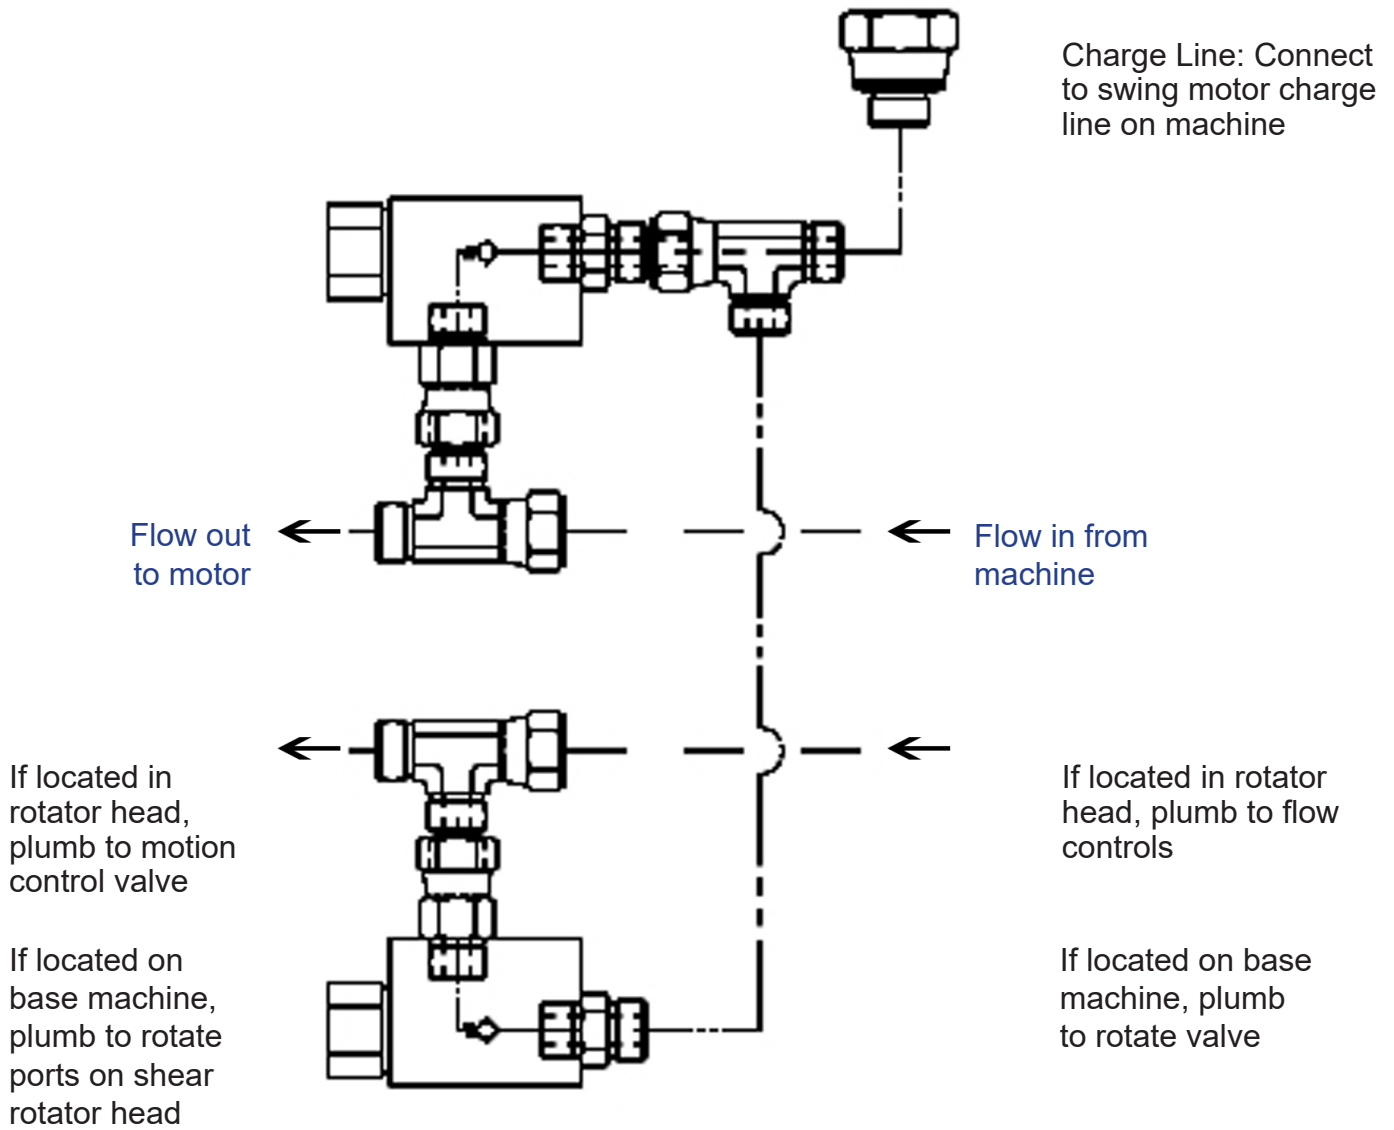 Charge Line: Connect
to swing motor charge
line on machine
Flow out
to motor
Flow in from
machine
If located in
rotator head,
plumb to motion
control valve
If located in rotator
head, plumb to flow
controls
If located on
base machine,
plumb to rotate
ports on shear
rotator head
If located on base
machine, plumb
to rotate valve